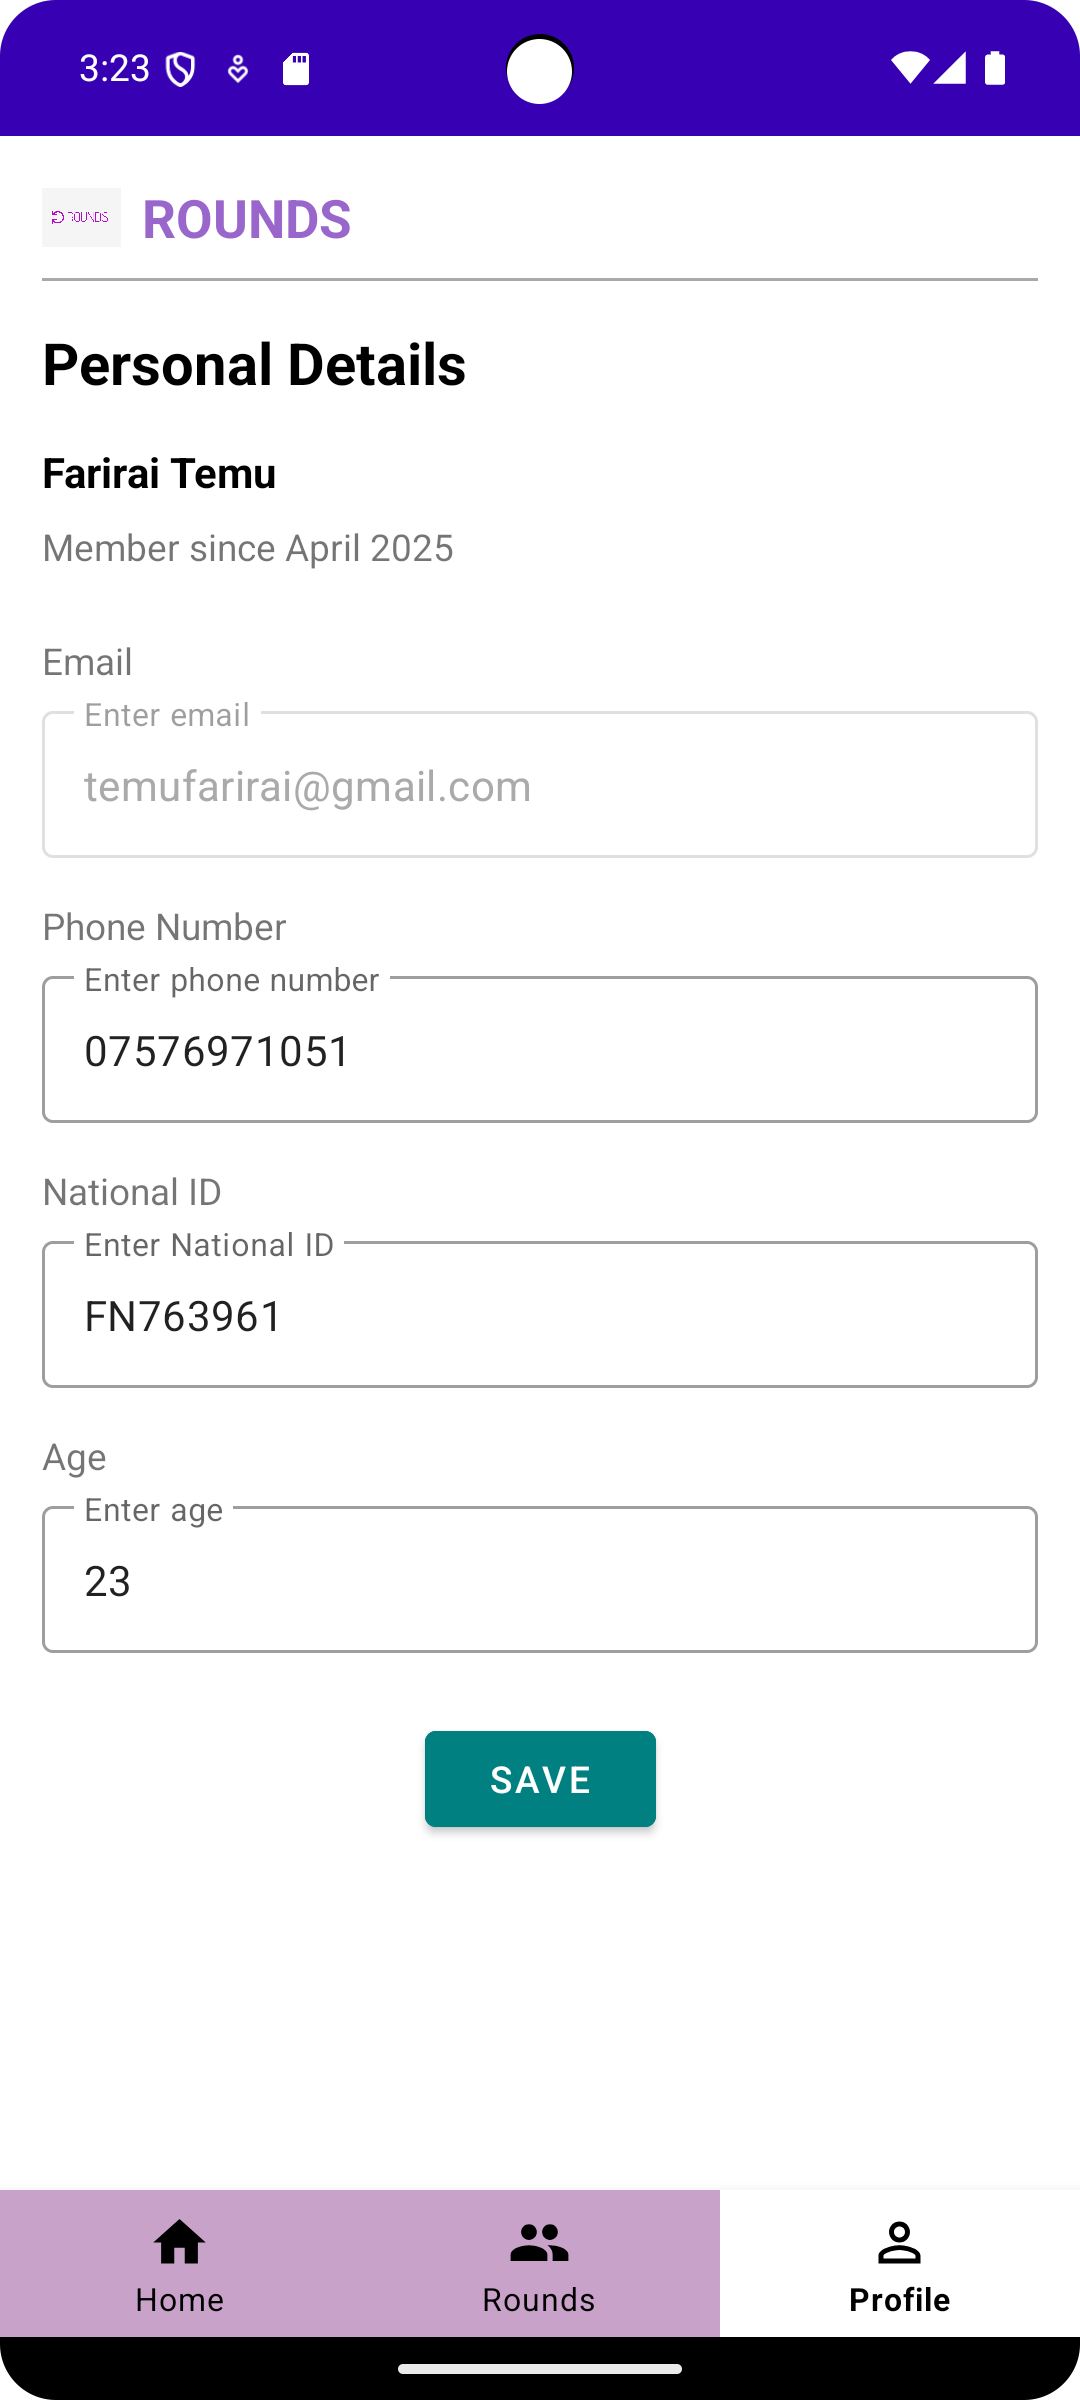 3:23
ROUNDS
ROUNDS
Personal Details
Farirai Temu
Member since April 2025
Email
Enter email
temufarirai@gmail.com
Phone Number
Enter phone number
07576971051
National ID
Enter National ID
FN763961
Age
Enter age
23
SAVE
Home
Rounds
Profile